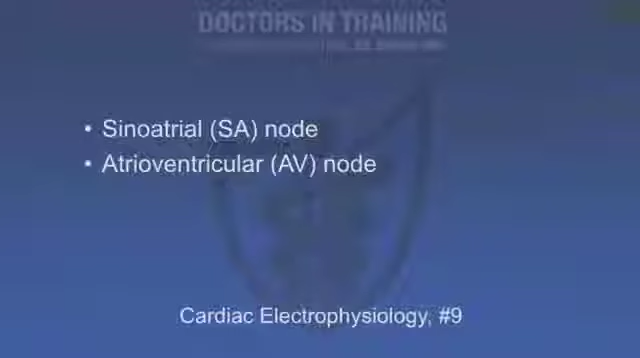 DOCTORS IN TRAINING
• Sinoatrial (SA) node
• Atrioventricular (AV) node
Cardiac Electrophysiology, #9